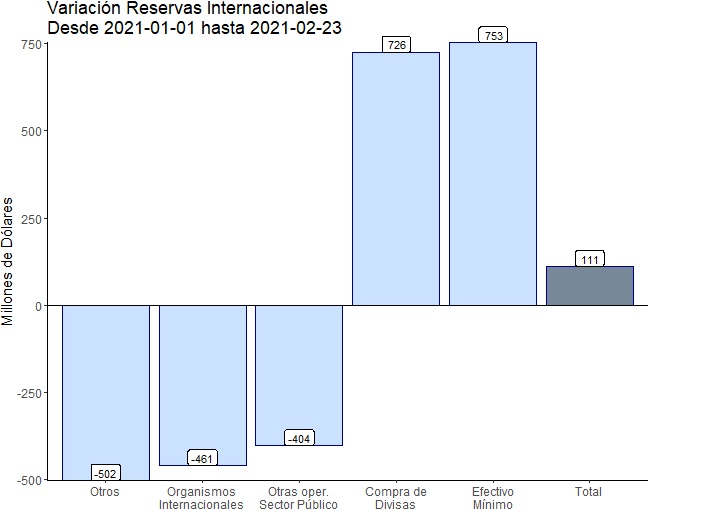 Variación Reservas Internacionales
Desde 2021-01-01 hasta 2021-02-23
Millones de Dólares
750
500
250
0
-250
-500
-502
-461
-404
726
753
111
Otros
Organismos
Internacionales
Otras oper.
Sector Público
Compra de
Divisas
Efectivo
Mínimo
Total